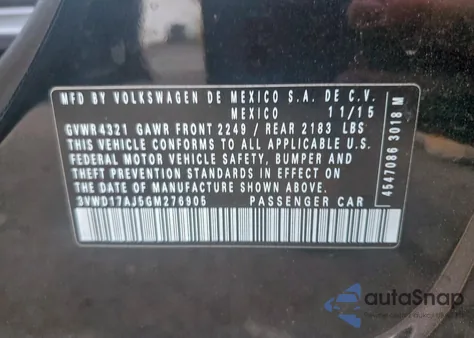 MFD BY VOLKSWAGEN DE MEXICO S.A. DE C.V.
MEXICO 11/15
GVWR4321 GAWR FRONT 2249 / REAR 2183 LBS
THIS VEHICLE CONFORMS TO ALL APPLICABLE
FEDERAL MOTOR VEHICLE SAFETY, BUMPER AND
THEFT PREVENTION STANDARDS IN EFFECT ON
THE DATE OF MANUFACTURE SHOWN ABOVE.
3VWD17AJ5GM276905 PASSENGER CAR
4547086 3018 M
autoSnap